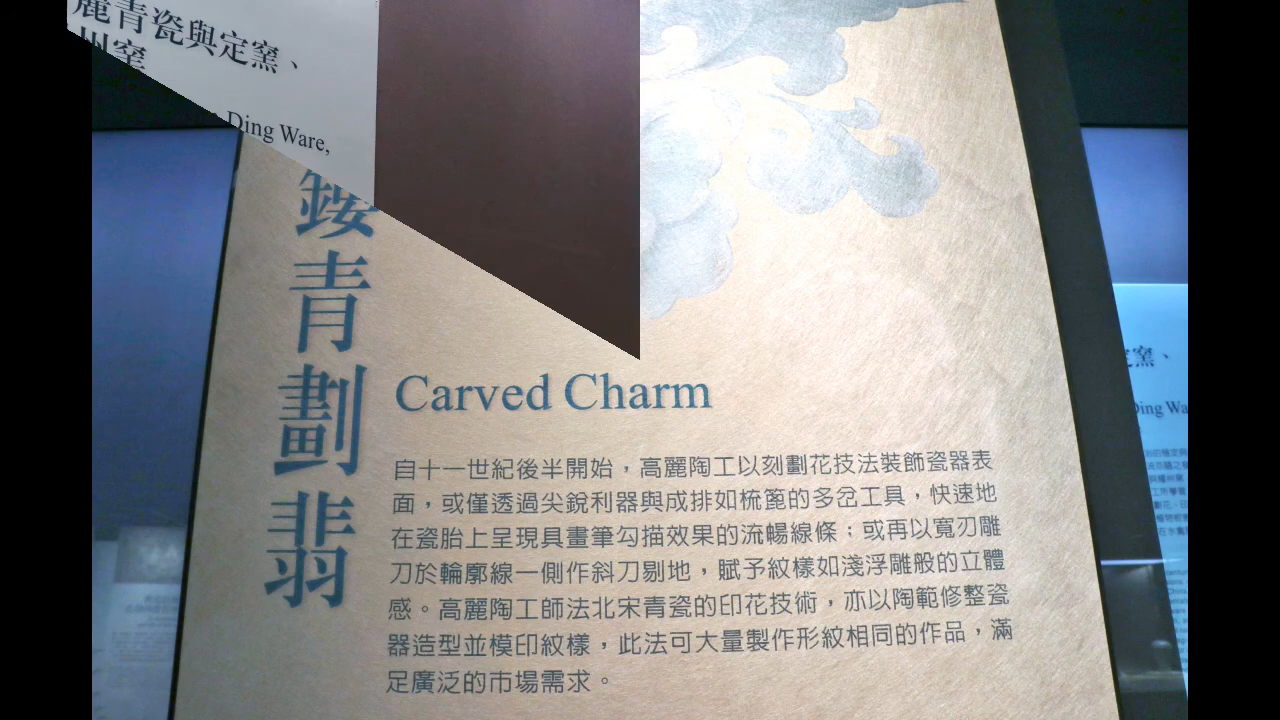 麗青瓷與定窯、
州窯
Ding Ware,
青劃翡
Carved Charm
自十一世紀後半開始，高麗陶工以刻劃花技法裝飾瓷器表
面，或僅透過尖銳利器與成排如梳篦的多岔工具，快速地
在瓷胎上呈現具畫筆勾描效果的流暢線條；或再以寬刃雕
刀於輪廓線一側作斜刀剔地，賦予紋樣如淺浮雕般的立體
感。高麗陶工師法北宋青瓷的印花技術，亦以陶範修整瓷
器造型並模印紋樣，此法可大量製作形紋相同的作品，滿
足廣泛的市場需求。
窯、
Ding Wa